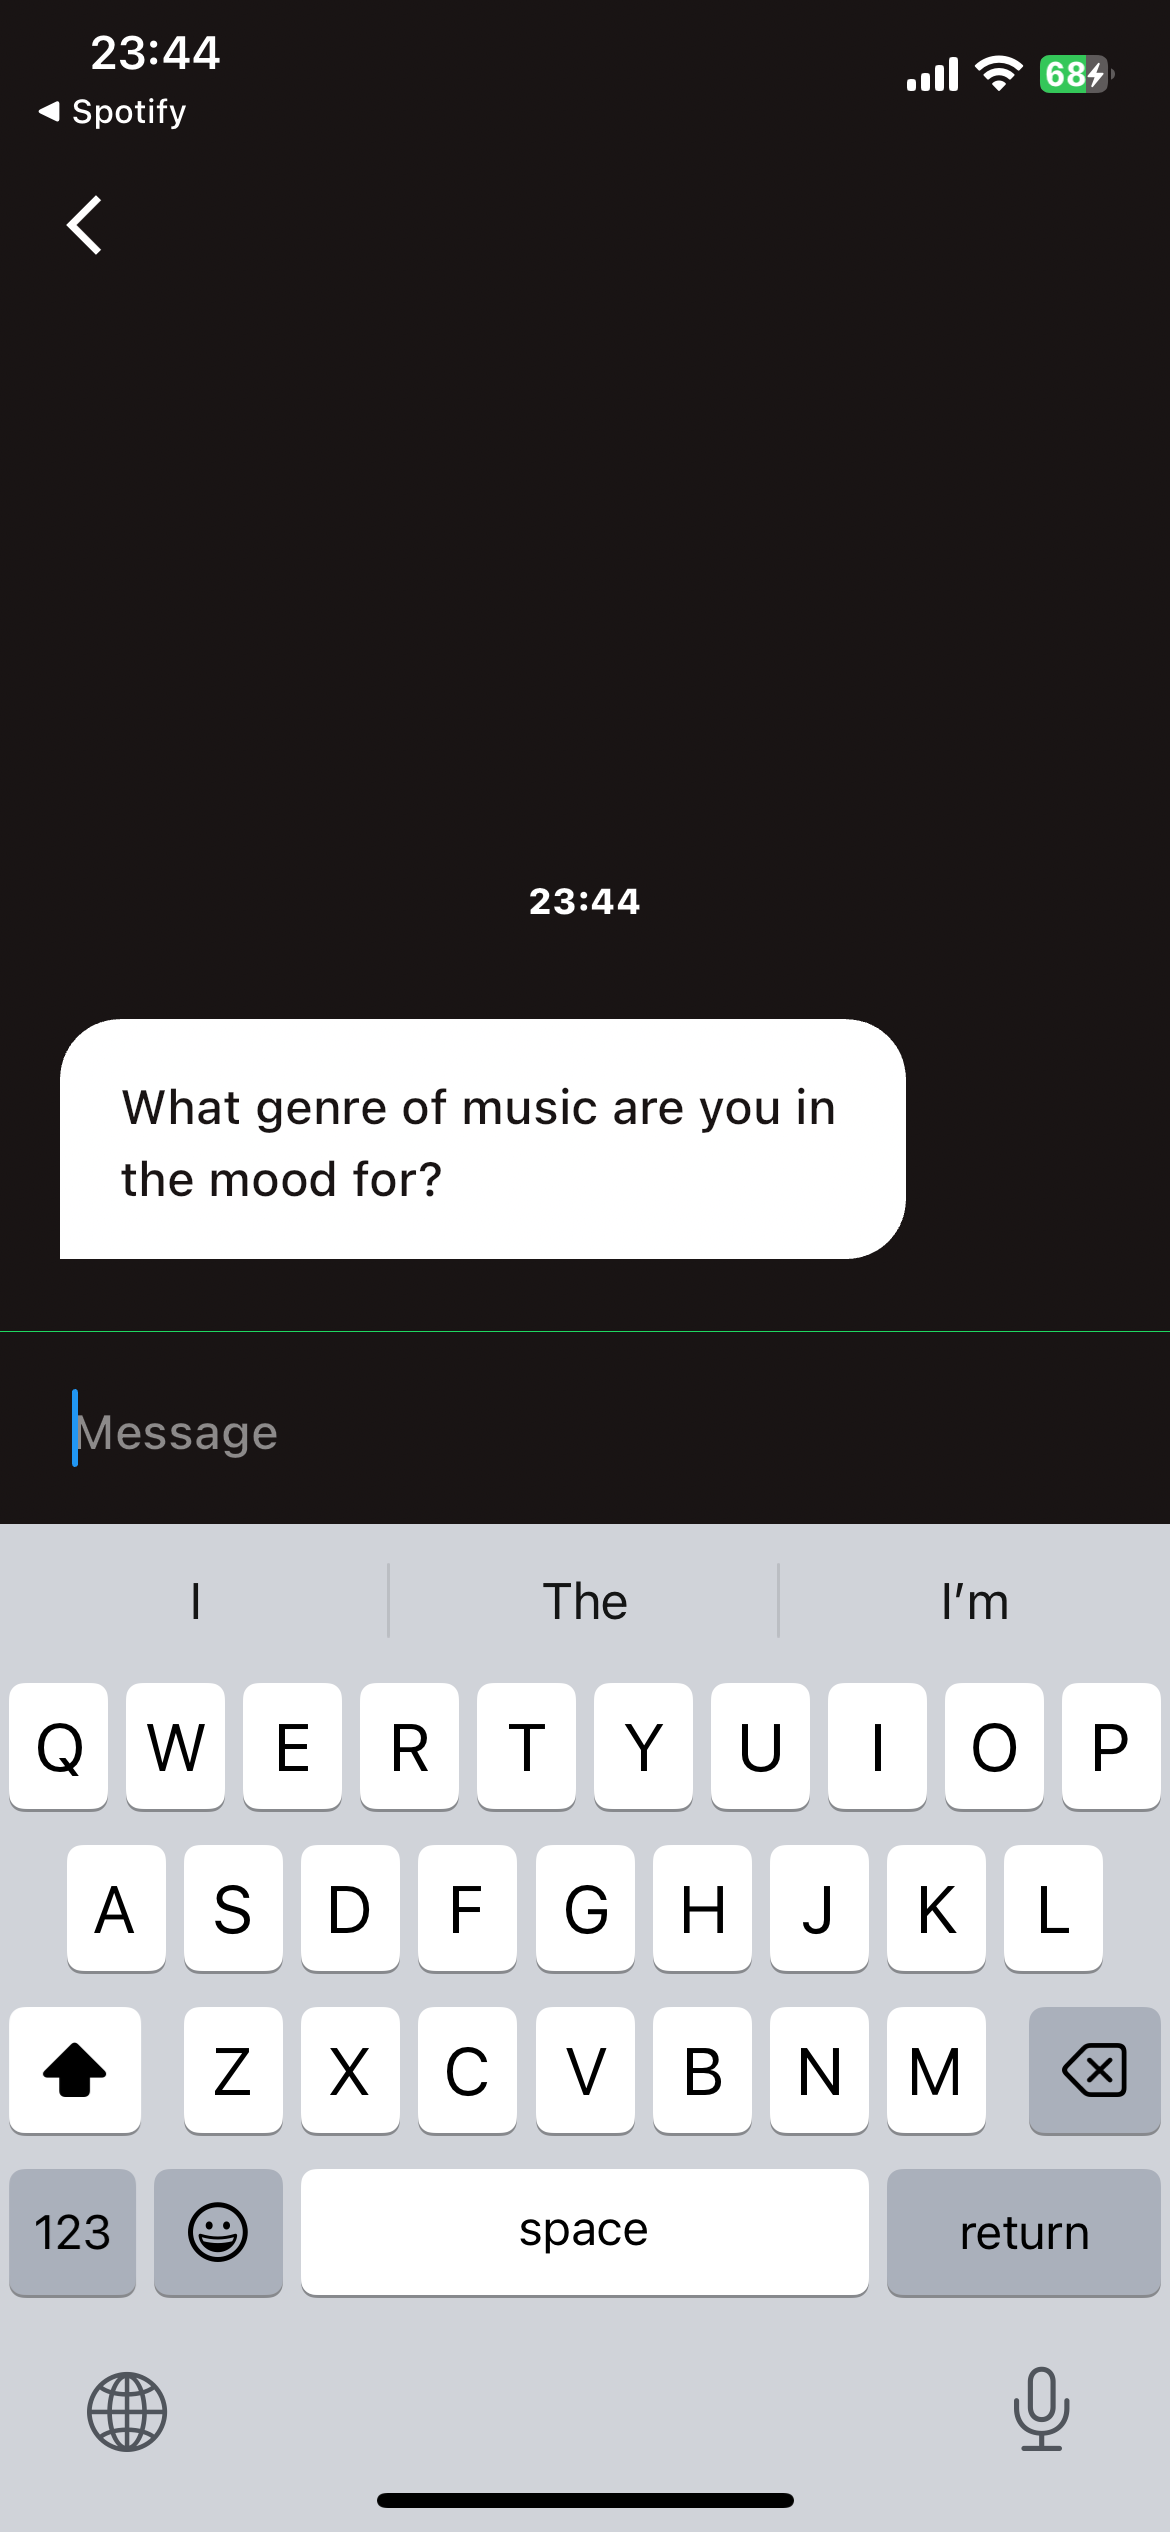 23:44
68
Spotify
23:44
What genre of music are you in
the mood for?
Message
I The I'm
Q W E R T Y U I O P
A S D F G H J K L
Z X C V B N M
123 space return